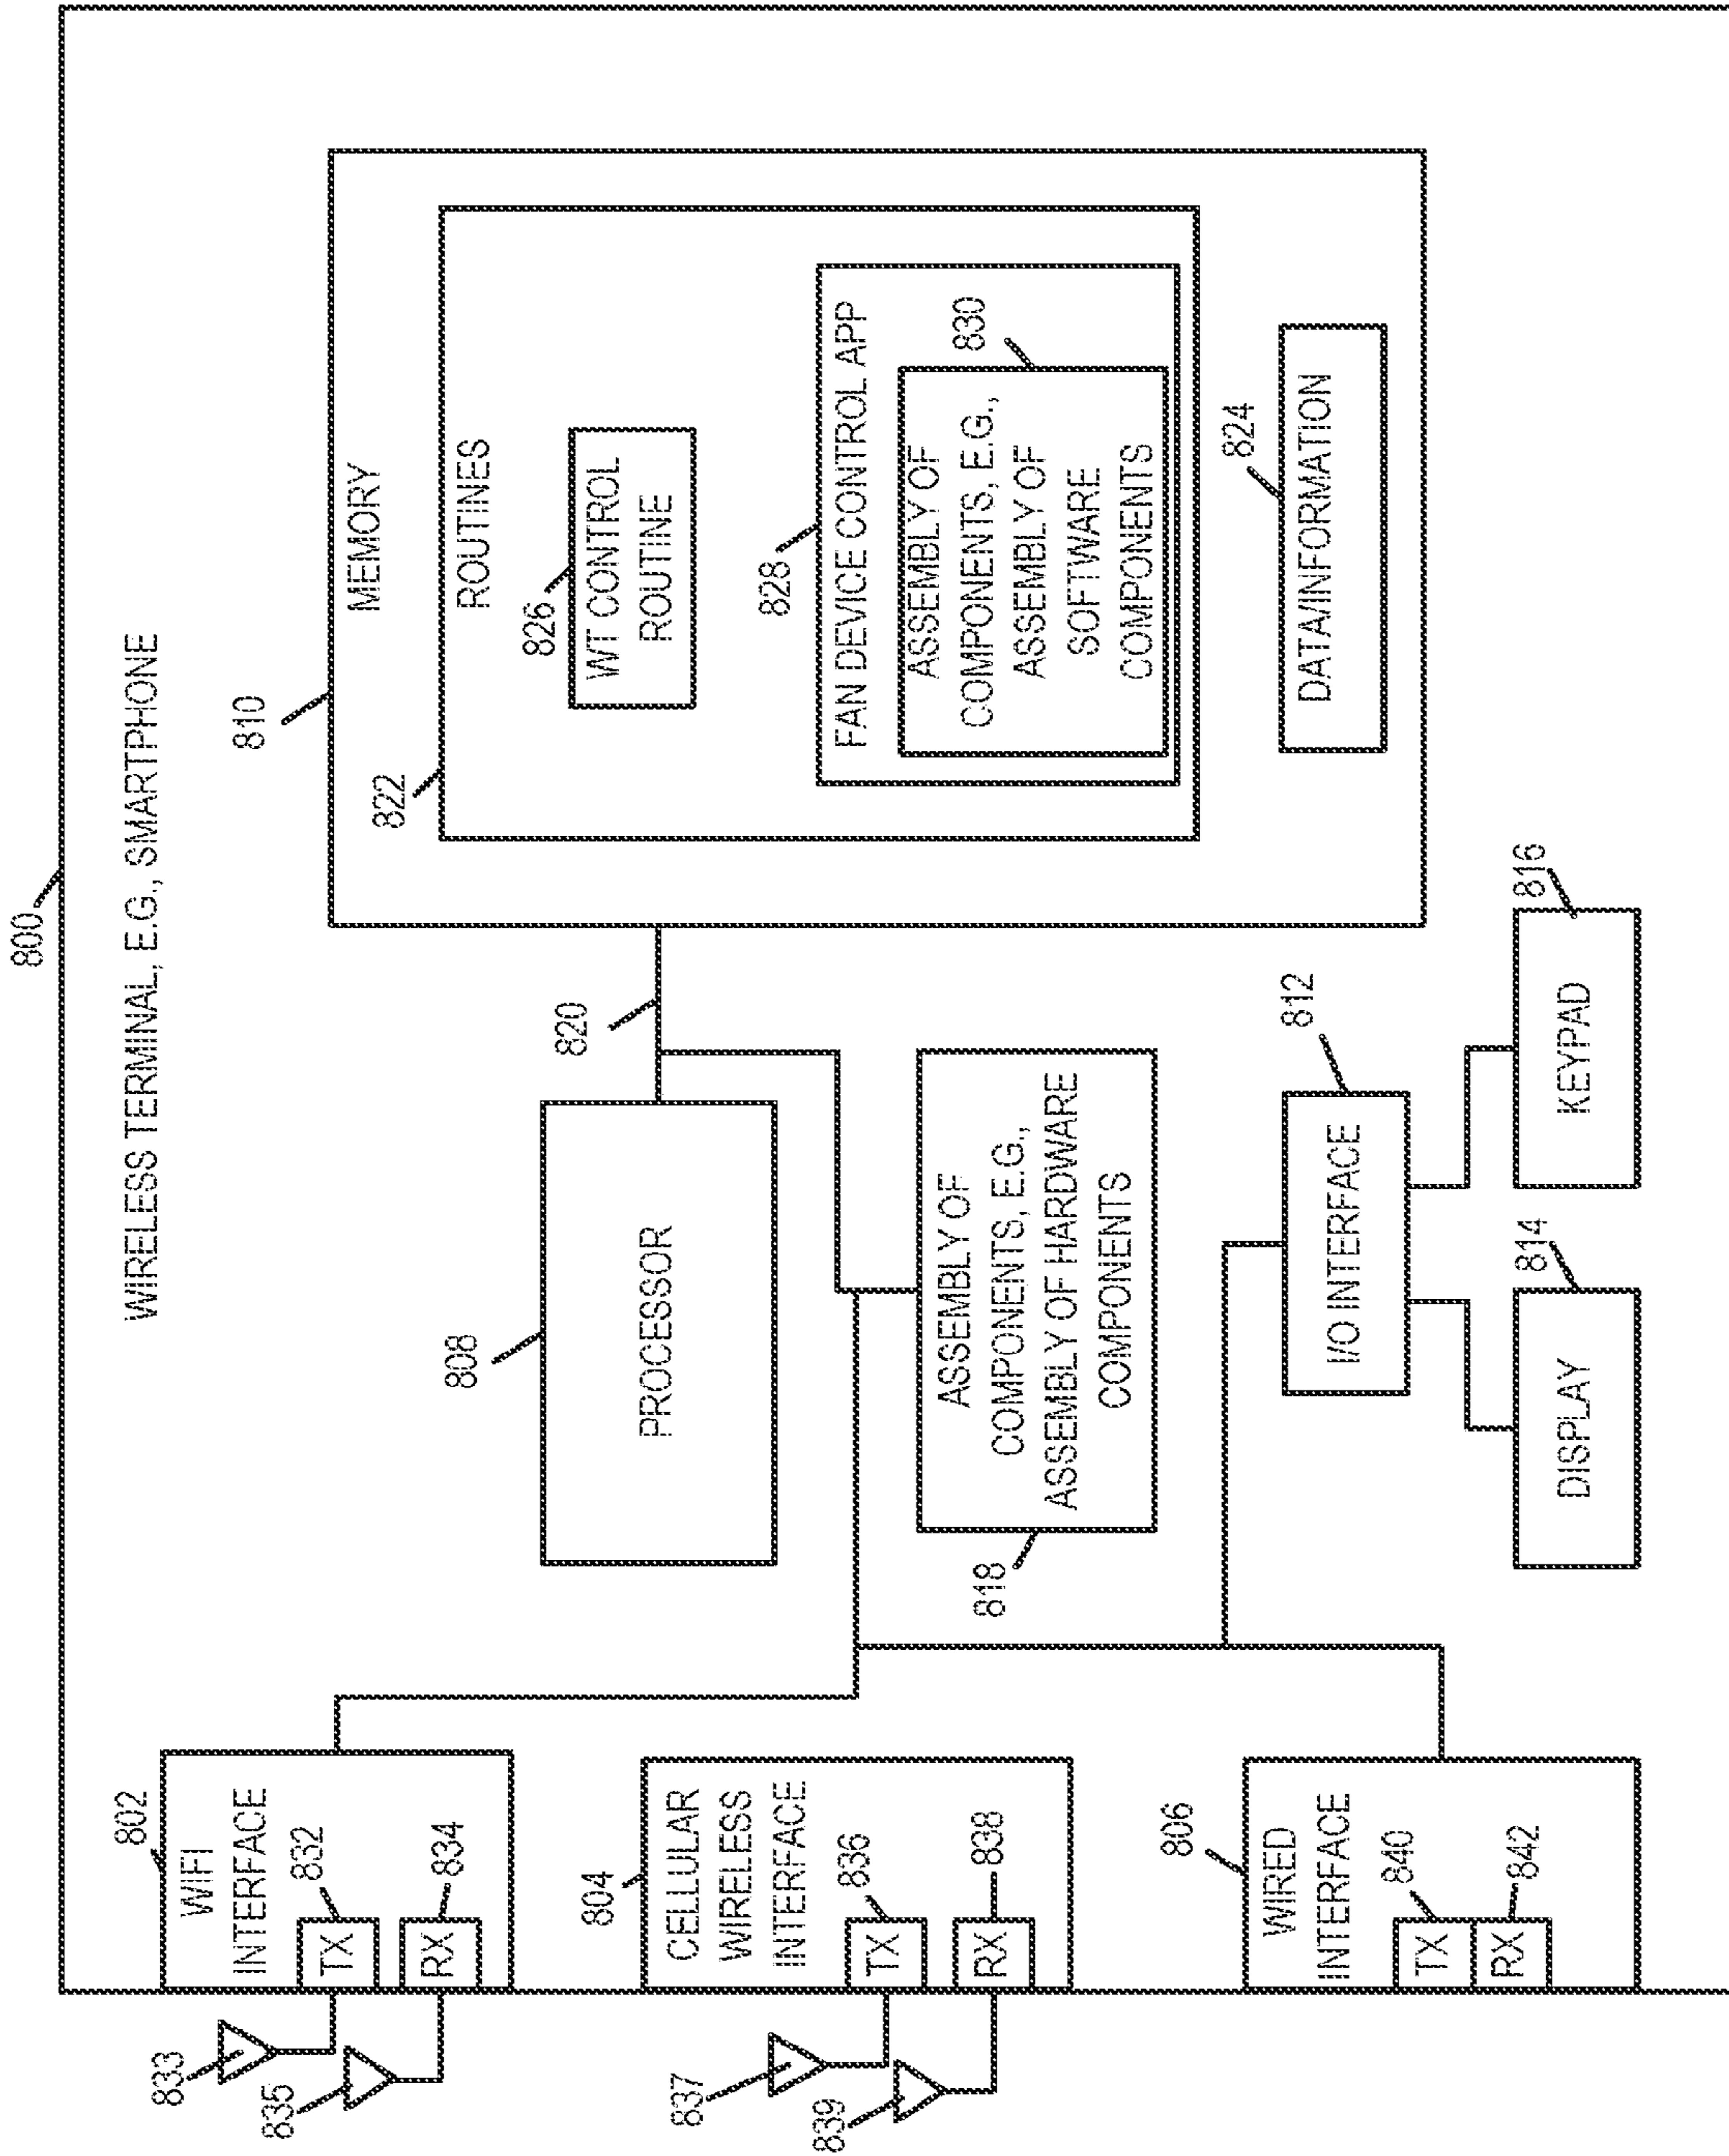 800
WIRELESS TERMINAL, E.G., SMARTPHONE
802
WIFI
INTERFACE
TX
832
RX
834
833
835
804
CELLULAR
WIRELESS
INTERFACE
TX
836
RX
838
837
839
806
WIRED
INTERFACE
TX
840
RX
842
808
PROCESSOR
820
818
ASSEMBLY OF
COMPONENTS, E.G.,
ASSEMBLY OF HARDWARE
COMPONENTS
812
I/O INTERFACE
814
DISPLAY
816
KEYPAD
810
MEMORY
822
ROUTINES
826
WT CONTROL
ROUTINE
828
FAN DEVICE CONTROL APP
830
ASSEMBLY OF
COMPONENTS, E.G.,
ASSEMBLY OF
SOFTWARE
COMPONENTS
824
DATA/INFORMATION